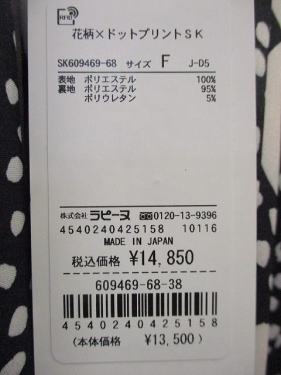 RFID
花柄×ドットプリントSK
SK609469-68 サイズ F J-D5
表地 ポリエステル 100%
裏地 ポリエステル 95%
ポリウレタン 5%
株式会社 ラピーヌ 0120-13-9396
4540240425158 10116
MADE IN JAPAN
税込価格 ¥14,850
609469-68-38
4540240425158
(本体価格 ¥13,500)